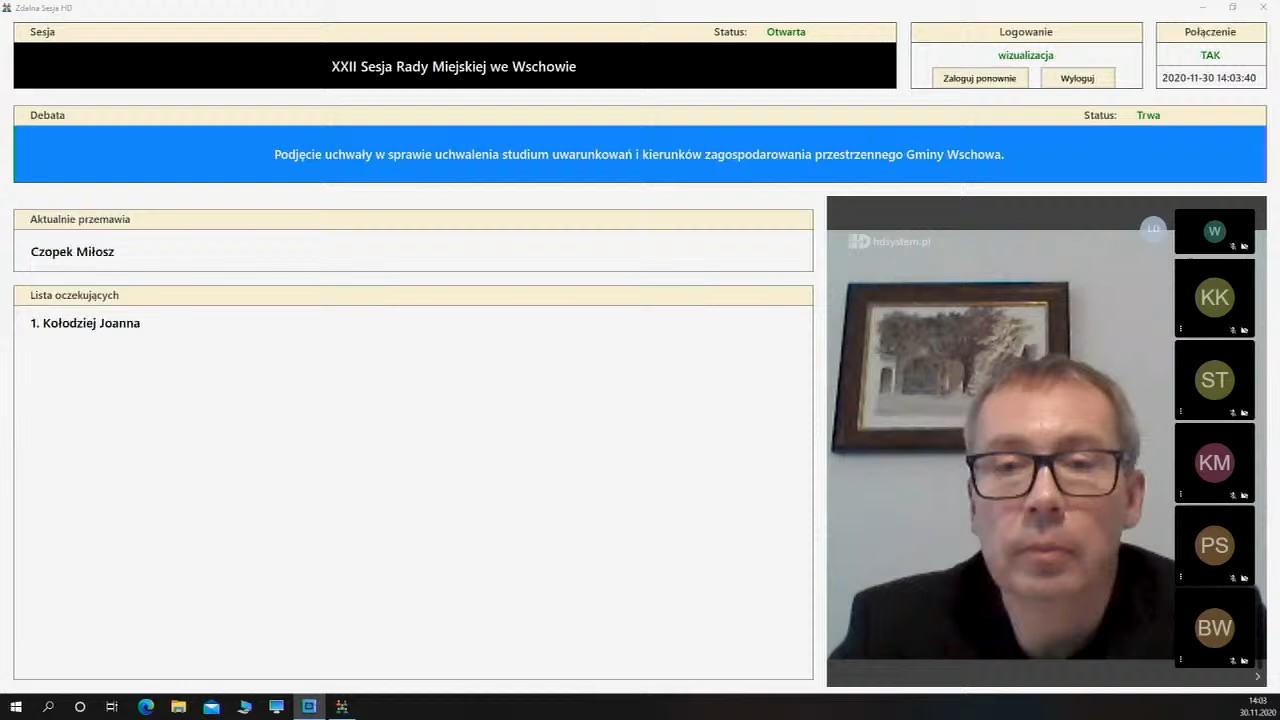 Zdalna Sesja HD
Sesja
Status: Otwarta
XXII Sesja Rady Miejskiej we Wschowie
Logowanie
wizualizacja
Zaloguj ponownie
Wyloguj
Połączenie
TAK
2020-11-30 14:03:40
Debata
Status: Trwa
Podjęcie uchwały w sprawie uchwalenia studium uwarunkowań i kierunków zagospodarowania przestrzennego Gminy Wschowa.
Aktualnie przemawia
Czopek Miłosz
Lista oczekujących
1. Kołodziej Joanna
HD hdsystem.pl
LD
W
KK
ST
KM
PS
BW
14:03
30.11.2020